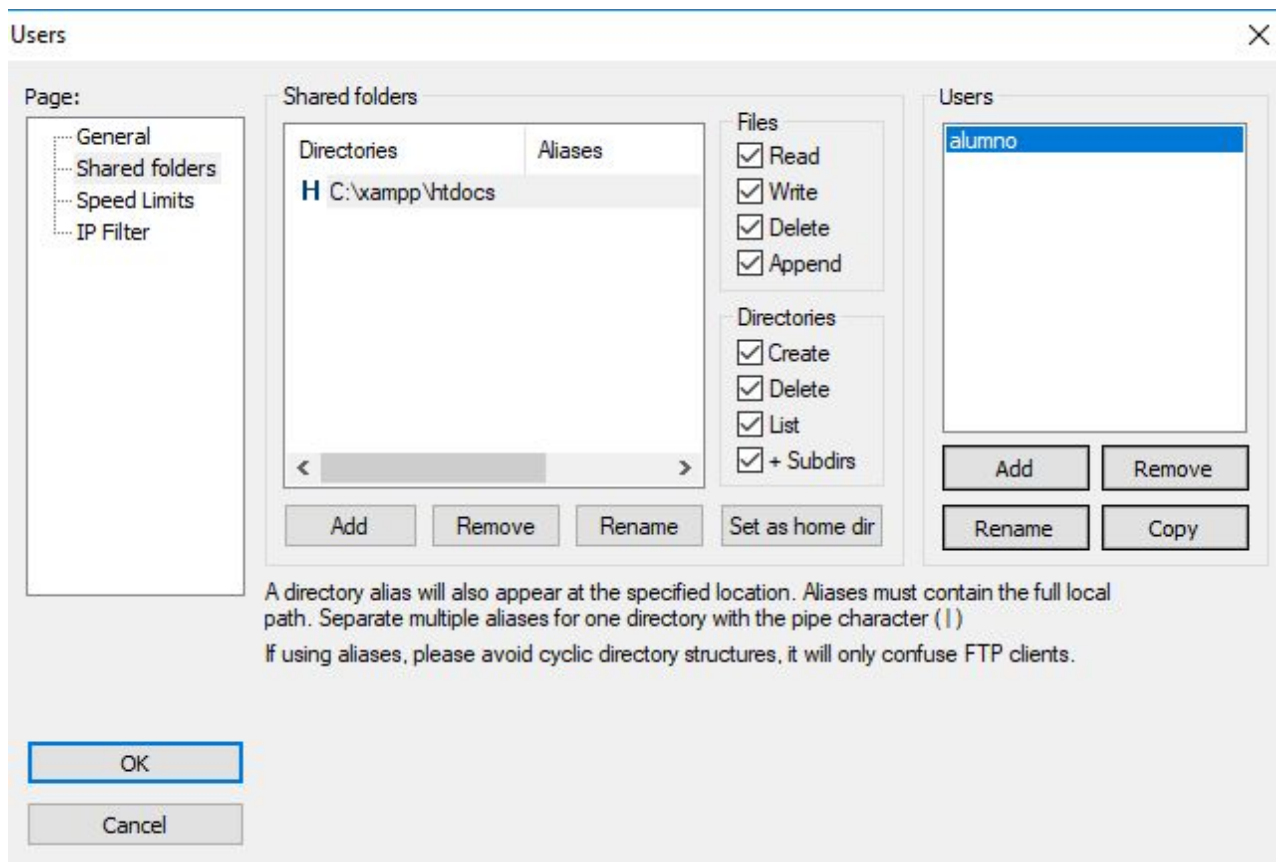 Users
Page:
General
Shared folders
Speed Limits
IP Filter
Shared folders
Directories Aliases
H C:\xampp\htdocs
Files
Read
Write
Delete
Append
Directories
Create
Delete
List
+ Subdirs
Add Remove Rename Set as home dir
Users
alumno
Add Remove
Rename Copy
A directory alias will also appear at the specified location. Aliases must contain the full local
path. Separate multiple aliases for one directory with the pipe character (|)
If using aliases, please avoid cyclic directory structures, it will only confuse FTP clients.
OK
Cancel